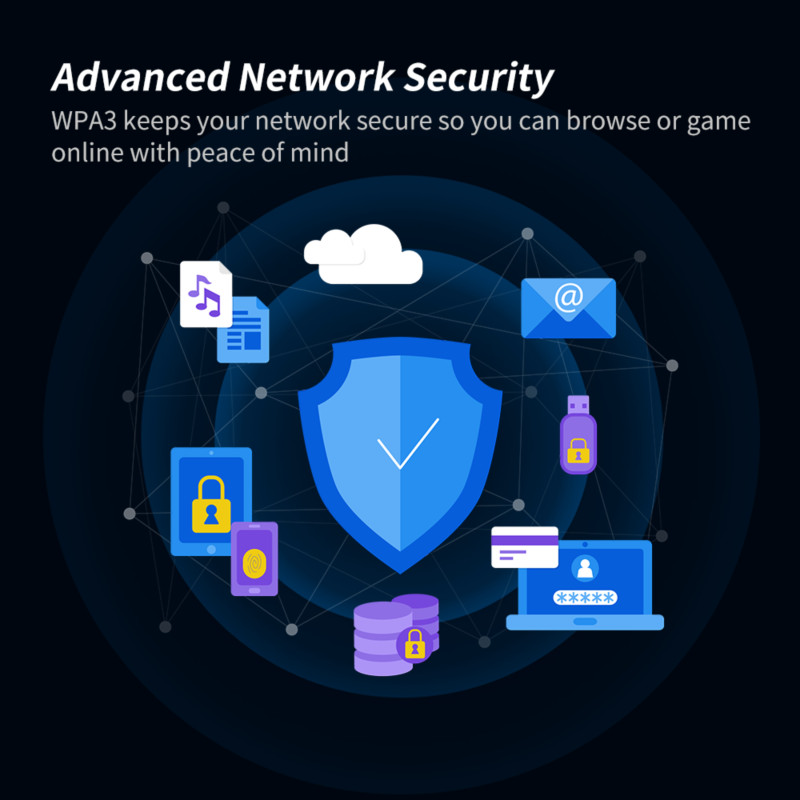 Advanced Network Security
WPA3 keeps your network secure so you can browse or game
online with peace of mind
@
*****